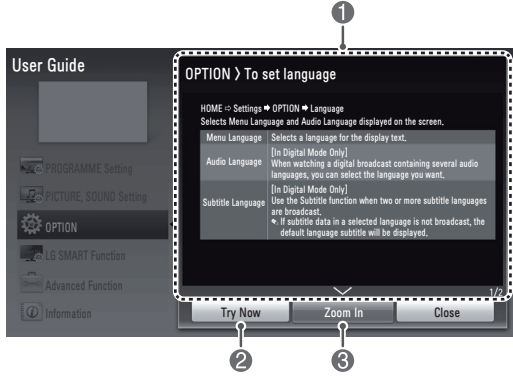 1
User Guide
OPTION > To set language
HOME ⇨ Settings ➡ OPTION ➡ Language
Selects Menu Language and Audio Language displayed on the screen.
Menu Language Selects a language for the display text.
Audio Language [In Digital Mode Only]
When watching a digital broadcast containing several audio
languages, you can select the language you want.
Subtitle Language [In Digital Mode Only]
Use the Subtitle function when two or more subtitle languages
are broadcast.
If subtitle data in a selected language is not broadcast, the
default language subtitle will be displayed.
PROGRAMME Setting
PICTURE, SOUND Setting
OPTION
LG SMART Function
Advanced Function
Information
1/2
Try Now Zoom In Close
2 3